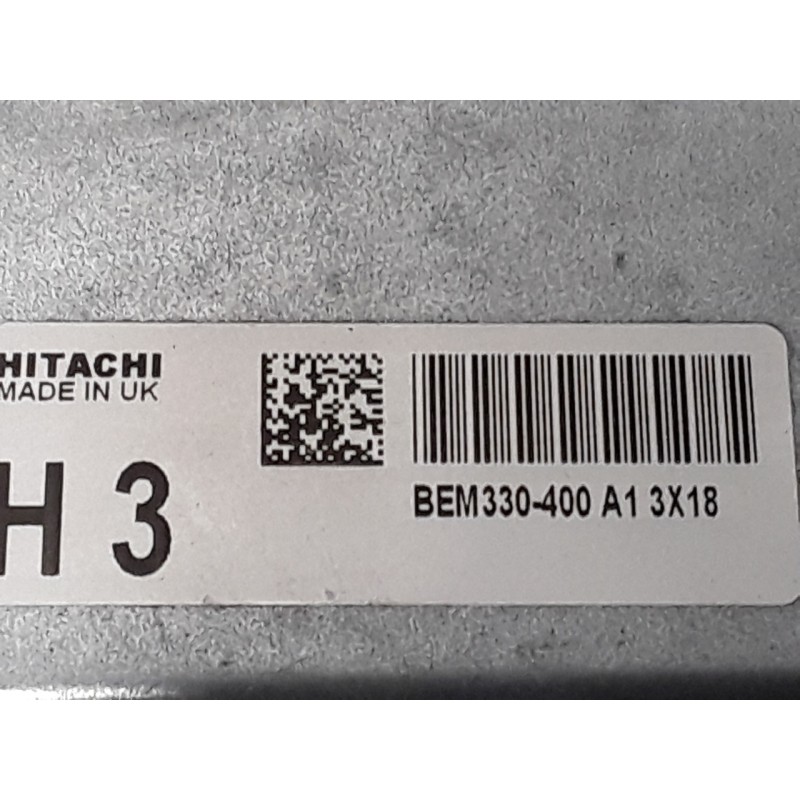 HITACHI
MADE IN UK
H 3
BEM330-400 A1 3X18